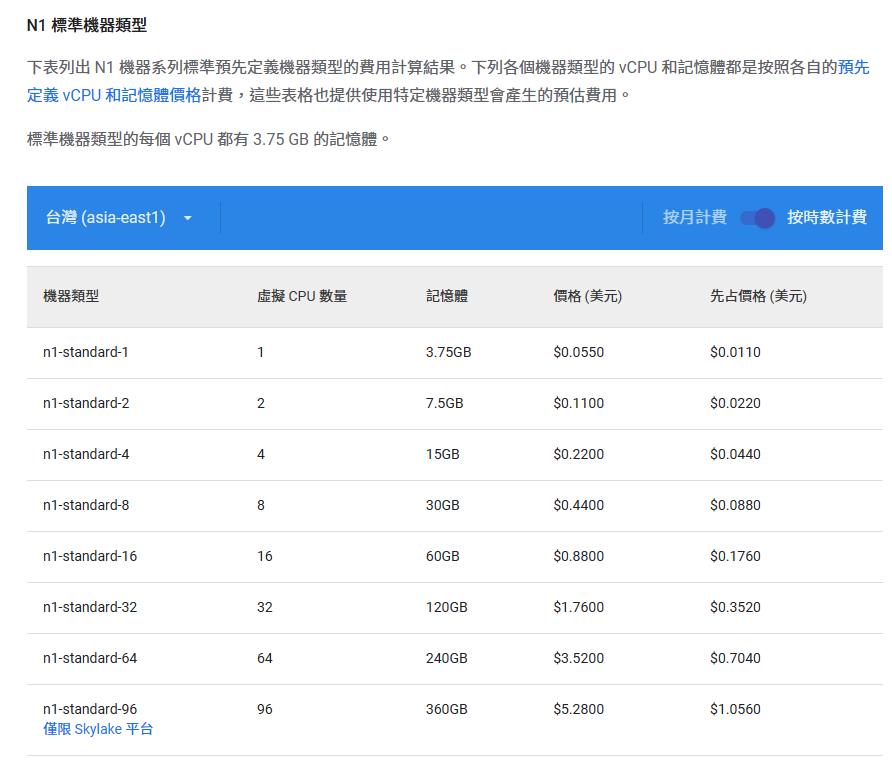 N1 標準機器類型
下表列出 N1 機器系列標準預先定義機器類型的費用計算結果。下列各個機器類型的 vCPU 和記憶體都是按照各自的預先
定義 vCPU 和記憶體價格計費，這些表格也提供使用特定機器類型會產生的預估費用。
標準機器類型的每個 vCPU 都有 3.75 GB 的記憶體。
台灣 (asia-east1) 按月計費 按時數計費
機器類型 虛擬 CPU 數量 記憶體 價格 (美元) 先占價格 (美元)
n1-standard-1 1 3.75GB $0.0550 $0.0110
n1-standard-2 2 7.5GB $0.1100 $0.0220
n1-standard-4 4 15GB $0.2200 $0.0440
n1-standard-8 8 30GB $0.4400 $0.0880
n1-standard-16 16 60GB $0.8800 $0.1760
n1-standard-32 32 120GB $1.7600 $0.3520
n1-standard-64 64 240GB $3.5200 $0.7040
n1-standard-96 96 360GB $5.2800 $1.0560
僅限 Skylake 平台